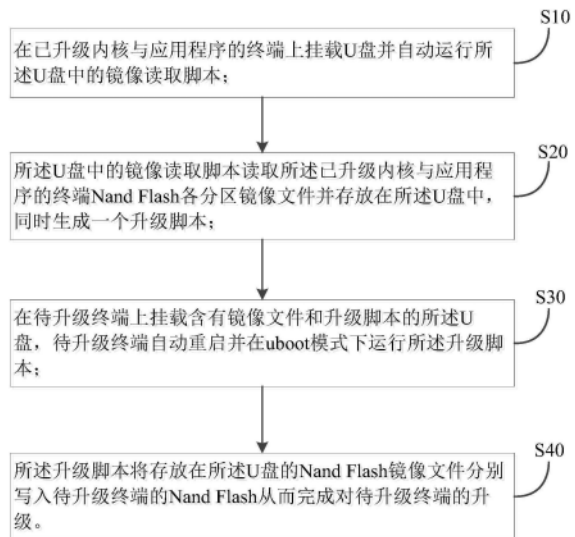 S10
在已升级内核与应用程序的终端上挂载U盘并自动运行所
述U盘中的镜像读取脚本；
S20
所述U盘中的镜像读取脚本读取所述已升级内核与应用程
序的终端Nand Flash各分区镜像文件并存放在所述U盘中，
同时生成一个升级脚本；
S30
在待升级终端上挂载含有镜像文件和升级脚本的所述U
盘，待升级终端自动重启并在uboot模式下运行所述升级脚
本；
S40
所述升级脚本将存放在所述U盘的Nand Flash镜像文件分别
写入待升级终端的Nand Flash从而完成对待升级终端的升
级。